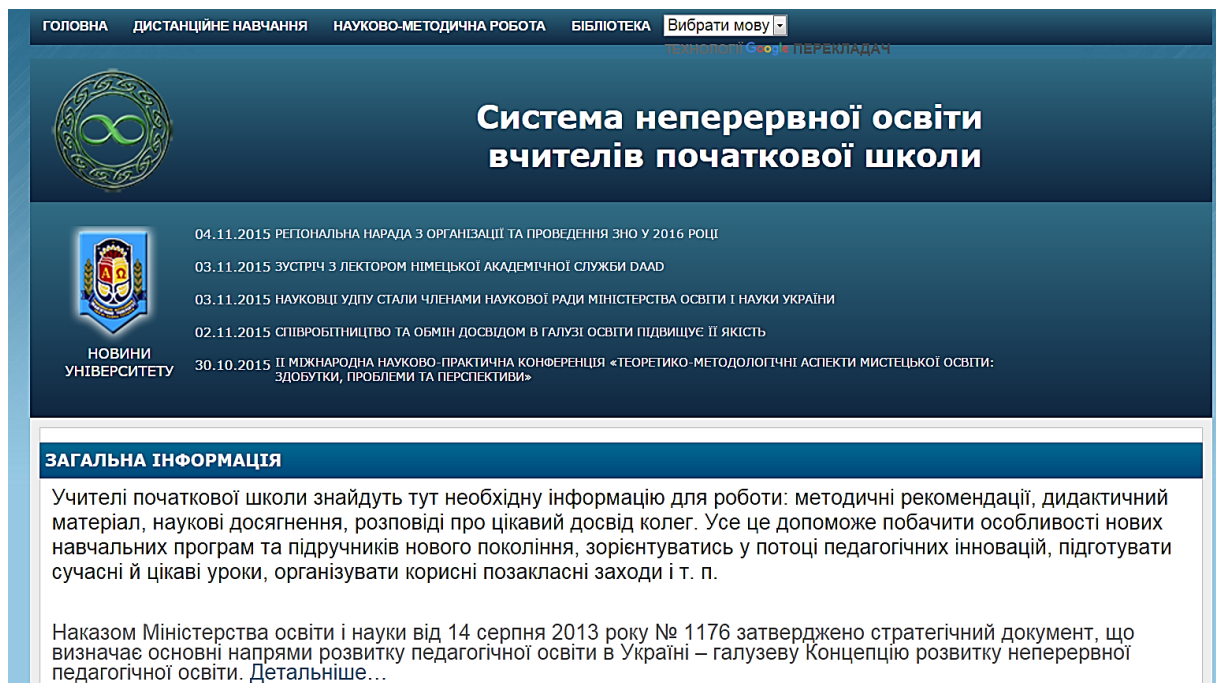 ГОЛОВНА ДИСТАНЦІЙНЕ НАВЧАННЯ НАУКОВО-МЕТОДИЧНА РОБОТА БІБЛІОТЕКА Вибрати мову
ТЕХНОЛОГІЇ Google ПЕРЕКЛАДАЧ
Система неперервної освіти
вчителів початкової школи
04.11.2015 РЕГІОНАЛЬНА НАРАДА З ОРГАНІЗАЦІЇ ТА ПРОВЕДЕННЯ ЗНО У 2016 РОЦІ
03.11.2015 ЗУСТРІЧ З ЛЕКТОРОМ НІМЕЦЬКОЇ АКАДЕМІЧНОЇ СЛУЖБИ DAAD
03.11.2015 НАУКОВЦІ УДПУ СТАЛИ ЧЛЕНАМИ НАУКОВОЇ РАДИ МІНІСТЕРСТВА ОСВІТИ І НАУКИ УКРАЇНИ
02.11.2015 СПІВРОБІТНИЦТВО ТА ОБМІН ДОСВІДОМ В ГАЛУЗІ ОСВІТИ ПІДВИЩУЄ ЇЇ ЯКІСТЬ
30.10.2015 ІІ МІЖНАРОДНА НАУКОВО-ПРАКТИЧНА КОНФЕРЕНЦІЯ «ТЕОРЕТИКО-МЕТОДОЛОГІЧНІ АСПЕКТИ МИСТЕЦЬКОЇ ОСВІТИ:
ЗДОБУТКИ, ПРОБЛЕМИ ТА ПЕРСПЕКТИВИ»
НОВИНИ
УНІВЕРСИТЕТУ
ЗАГАЛЬНА ІНФОРМАЦІЯ
Учителі початкової школи знайдуть тут необхідну інформацію для роботи: методичні рекомендації, дидактичний
матеріал, наукові досягнення, розповіді про цікавий досвід колег. Усе це допоможе побачити особливості нових
навчальних програм та підручників нового покоління, зорієнтуватись у потоці педагогічних інновацій, підготувати
сучасні й цікаві уроки, організувати корисні позакласні заходи і т. п.
Наказом Міністерства освіти і науки від 14 серпня 2013 року № 1176 затверджено стратегічний документ, що
визначає основні напрями розвитку педагогічної освіти в Україні – галузеву Концепцію розвитку неперервної
педагогічної освіти. Детальніше…